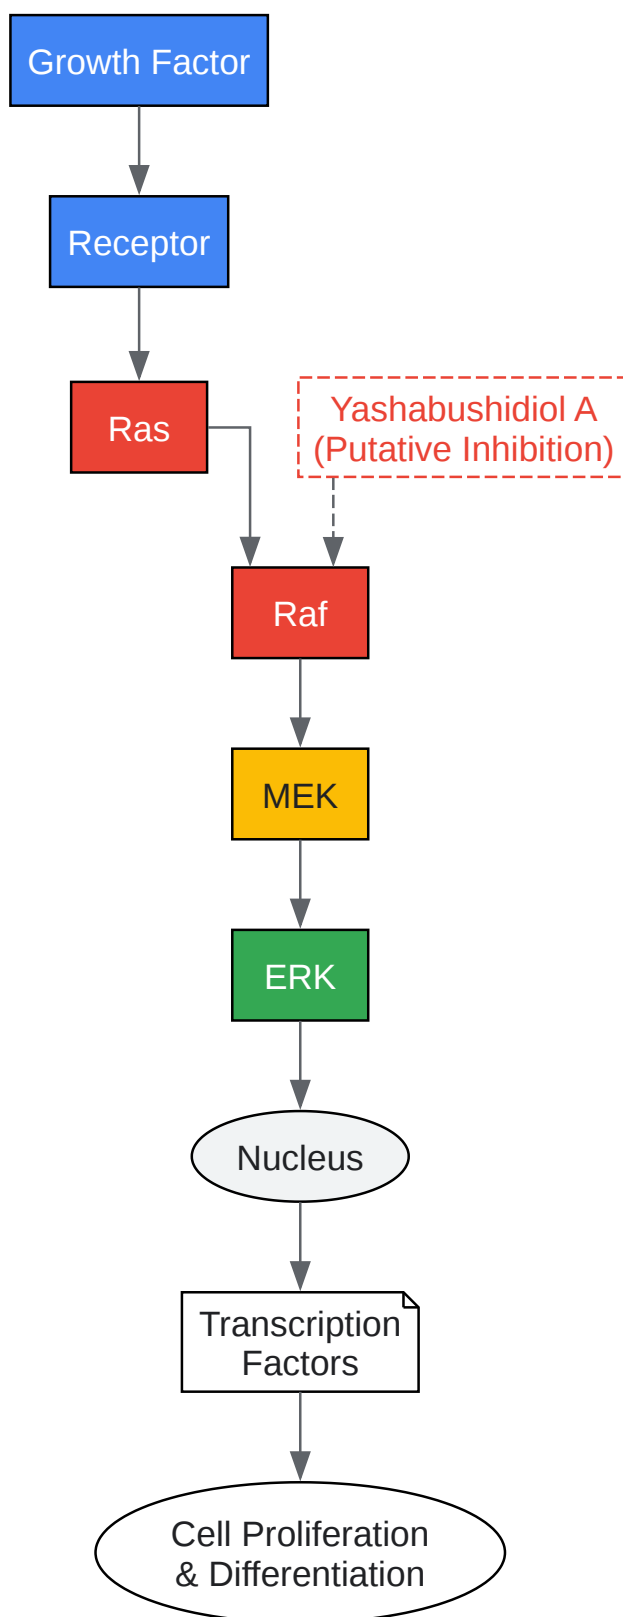 Growth Factor
Receptor
Ras
Yashabushidiol A
(Putative Inhibition)
Raf
MEK
ERK
Nucleus
Transcription
Factors
Cell Proliferation
& Differentiation